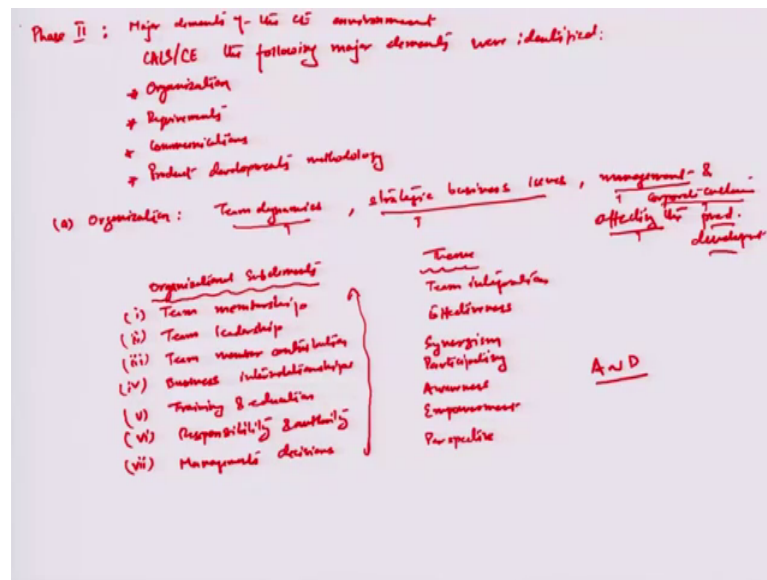 Phase II : Major elements of the CE environment
CALS/CE the following major elements were identified:
* Organization
* Requirements
* Communications
* Product developments methodology
(a) Organization : Team dynamics , strategic business issues , management &
corporate culture
affecting the prod.
development
Organizational Subelements
Theme
(i) Team membership
Team integration
(ii) Team leadership
Effectiveness
(iii) Team member contribution
Synergism
(iv) Business interrelationships
Participating
(v) Training & education
Awareness
(vi) Responsibility & authority
Empowerment
(vii) Managements decisions
Perspective
AND